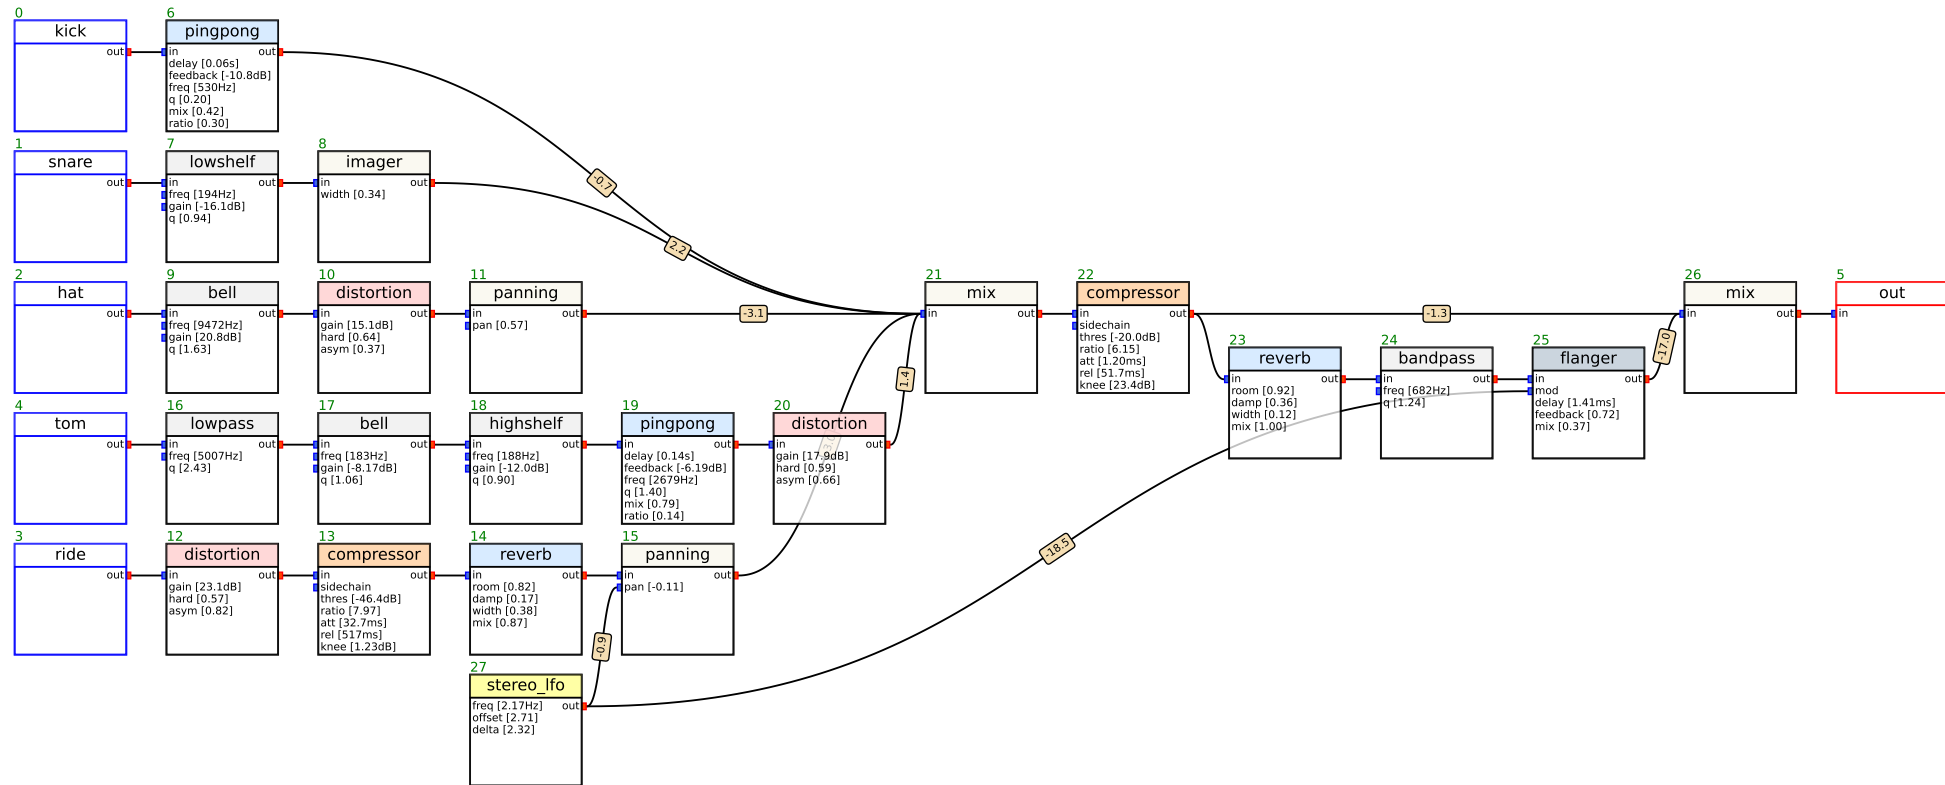 0
kick
out
6
pingpong
in out
delay [0.06s]
feedback [-10.8dB]
freq [530Hz]
q [0.20]
mix [0.42]
ratio [0.30]
1
snare
out
7
lowshelf
in out
freq [194Hz]
gain [-16.1dB]
q [0.94]
8
imager
in out
width [0.34]
-0.7
2.2
2
hat
out
9
bell
in out
freq [9472Hz]
gain [20.8dB]
q [1.63]
10
distortion
in out
gain [15.1dB]
hard [0.64]
asym [0.37]
11
panning
in out
pan [0.57]
-3.1
21
mix
in out
22
compressor
in out
sidechain
thres [-20.0dB]
ratio [6.15]
att [1.20ms]
rel [51.7ms]
knee [23.4dB]
-1.3
26
mix
in out
5
out
in
23
reverb
in out
room [0.92]
damp [0.36]
width [0.12]
mix [1.00]
24
bandpass
in out
freq [682Hz]
q [1.24]
25
flanger
in out
mod
delay [1.41ms]
feedback [0.72]
mix [0.37]
-17.0
1.4
4
tom
out
16
lowpass
in out
freq [5007Hz]
q [2.43]
17
bell
in out
freq [183Hz]
gain [-8.17dB]
q [1.06]
18
highshelf
in out
freq [188Hz]
gain [-12.0dB]
q [0.90]
19
pingpong
in out
delay [0.14s]
feedback [-6.19dB]
freq [2679Hz]
q [1.40]
mix [0.79]
ratio [0.14]
20
distortion
in out
gain [17.9dB]
hard [0.59]
asym [0.66]
3
ride
out
12
distortion
in out
gain [23.1dB]
hard [0.57]
asym [0.82]
13
compressor
in out
sidechain
thres [-46.4dB]
ratio [7.97]
att [32.7ms]
rel [517ms]
knee [1.23dB]
14
reverb
in out
room [0.82]
damp [0.17]
width [0.38]
mix [0.87]
15
panning
in out
pan [-0.11]
-0.9
-18.5
27
stereo_lfo
freq [2.17Hz] out
offset [2.71]
delta [2.32]